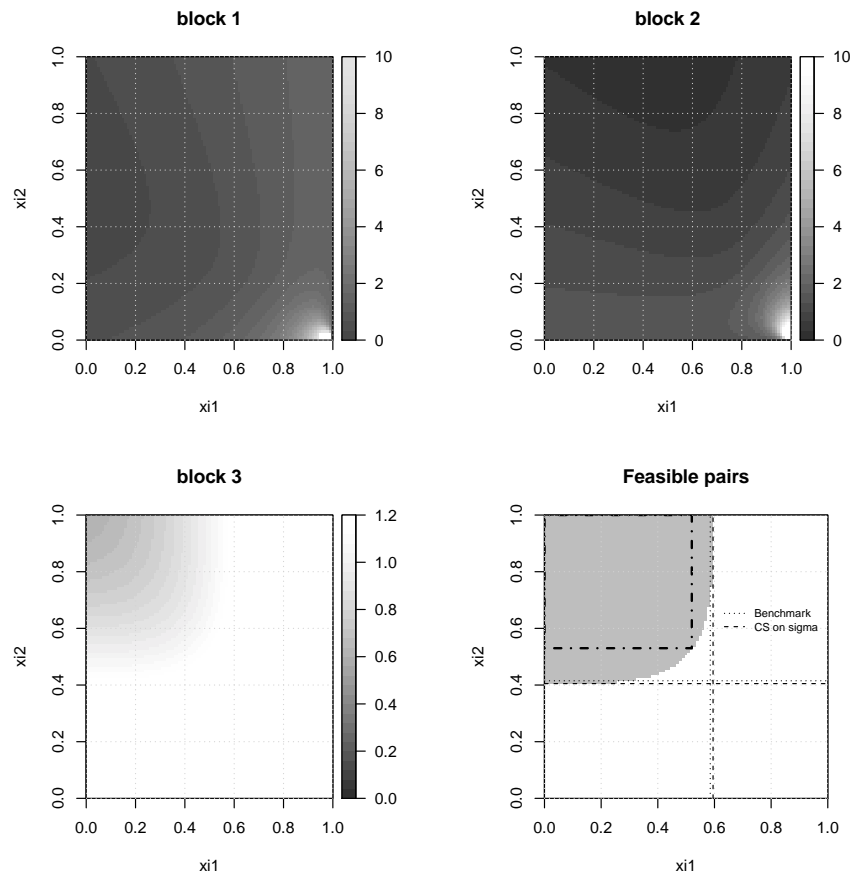 block 1
xi2
0.0 0.2 0.4 0.6 0.8 1.0
0 2 4 6 8 10
0.0 0.2 0.4 0.6 0.8 1.0
xi1
block 2
xi2
0.0 0.2 0.4 0.6 0.8 1.0
0 2 4 6 8 10
0.0 0.2 0.4 0.6 0.8 1.0
xi1
block 3
xi2
0.0 0.2 0.4 0.6 0.8 1.0
0.0 0.2 0.4 0.6 0.8 1.0 1.2
0.0 0.2 0.4 0.6 0.8 1.0
xi1
Feasible pairs
xi2
0.0 0.2 0.4 0.6 0.8 1.0
Benchmark
CS on sigma
0.0 0.2 0.4 0.6 0.8 1.0
xi1